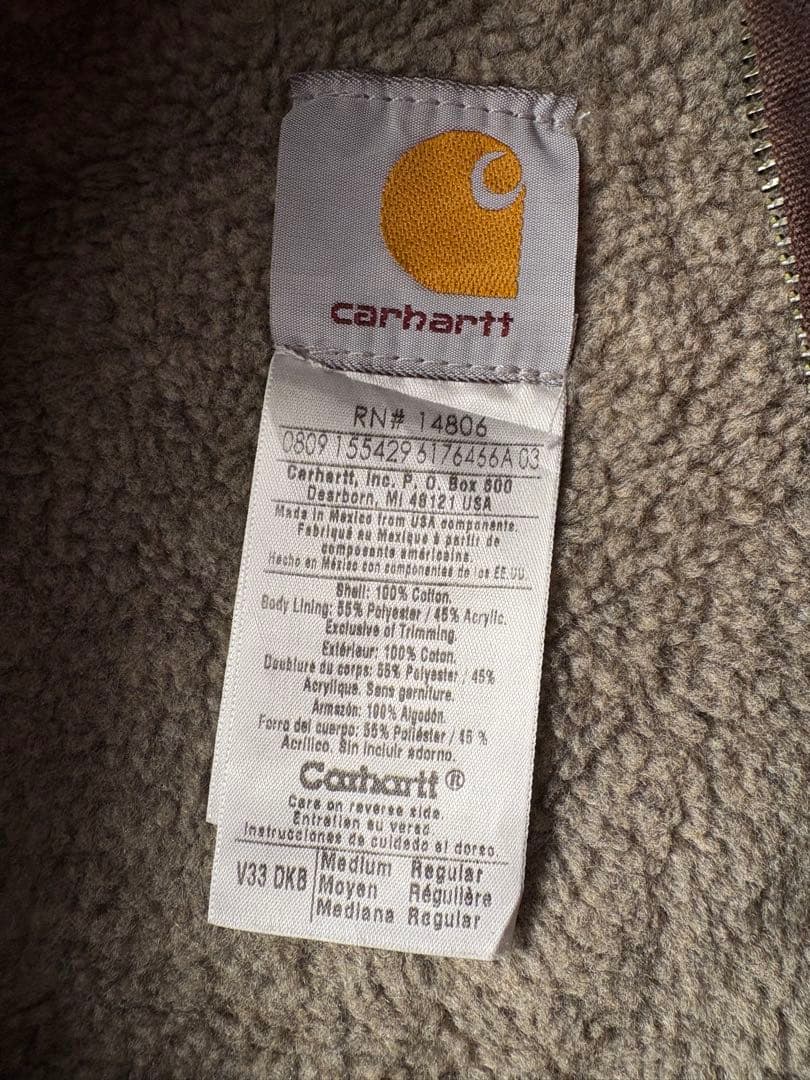 carhartt
RN# 14806
0809 155429 6176466A 03
Carhartt, Inc. P. O. Box 600
Dearborn, MI 48121 USA
Made in Mexico from USA components.
Fabriqué au Mexique à partir de
composants américains.
Hecho en México con componentes de los EE.UU.
Shell: 100% Cotton.
Body Lining: 55% Polyester / 45% Acrylic.
Exclusive of Trimming.
Extérieur: 100% Coton.
Doublure du corps: 55% Polyester / 45%
Acrylique. Sans garniture.
Armazón: 100% Algodón.
Forro del cuerpo: 55% Poliéster / 45 %
Acrílico. Sin incluir adorno.
Carhartt®
Care on reverse side.
Entretien au verso.
Instrucciones de cuidado al dorso.
V33 DKB
Medium Regular
Moyen Régulière
Mediana Regular